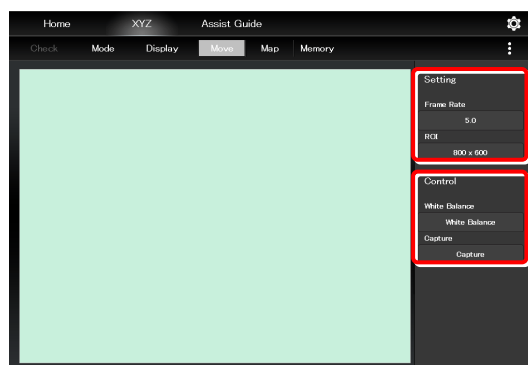 Home XYZ Assist Guide
Check Mode Display Move Map Memory
Setting
Frame Rate
5.0
ROI
800 x 600
Control
White Balance
White Balance
Capture
Capture